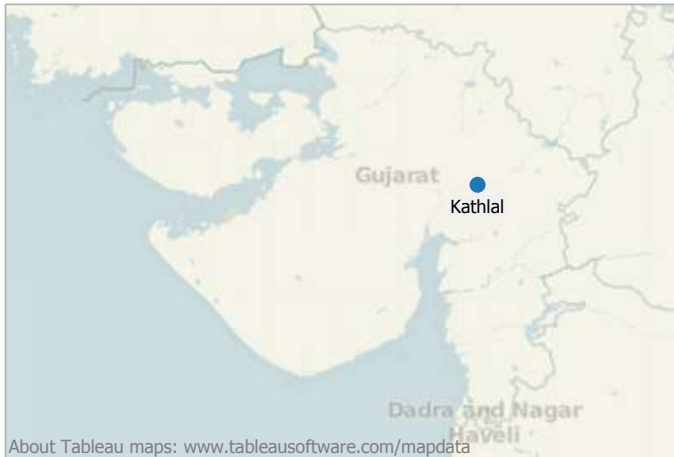 Gujarat
Kathlal
Dadra and Nagar
Haveli
About Tableau maps: www.tableausoftware.com/mapdata